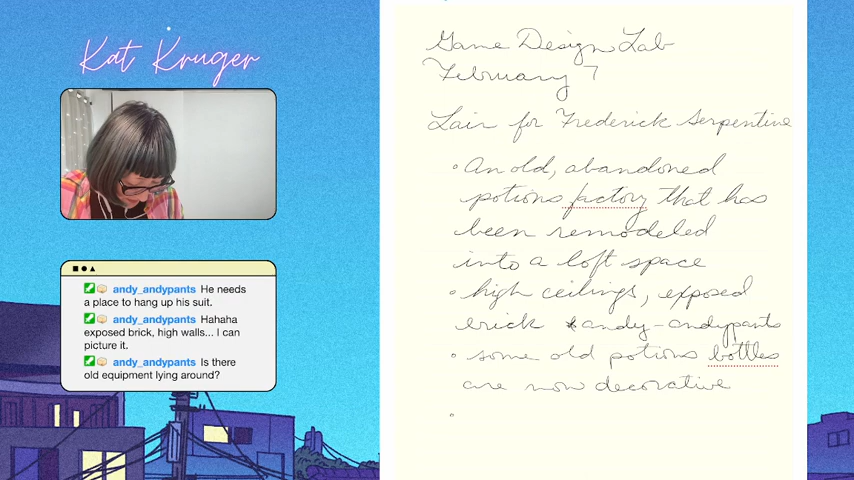 Kat Kruger
andy_andypants He needs
a place to hang up his suit.
andy_andypants Hahaha
exposed brick, high walls... I can
picture it.
andy_andypants Is there
old equipment lying around?
Game Design Lab
February 7
Lair for Frederick Serpentine
• An old, abandoned
potions factory that has
been remodeled
into a loft space
• high ceilings, exposed
brick *andy-andypants
• some old potions bottles
are now decorative
•